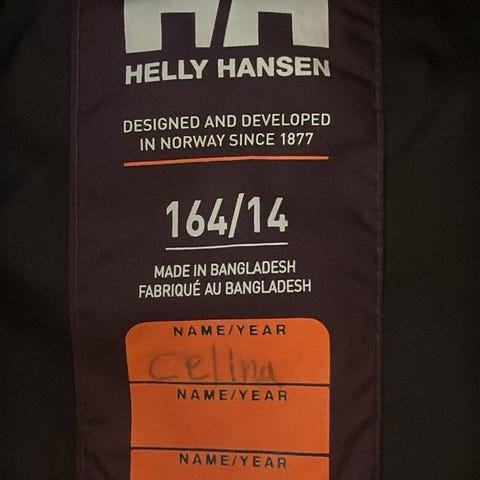 HELLY HANSEN
DESIGNED AND DEVELOPED
IN NORWAY SINCE 1877
164/14
MADE IN BANGLADESH
FABRIQUÉ AU BANGLADESH
NAME/YEAR
Celina
NAME/YEAR
NAME/YEAR